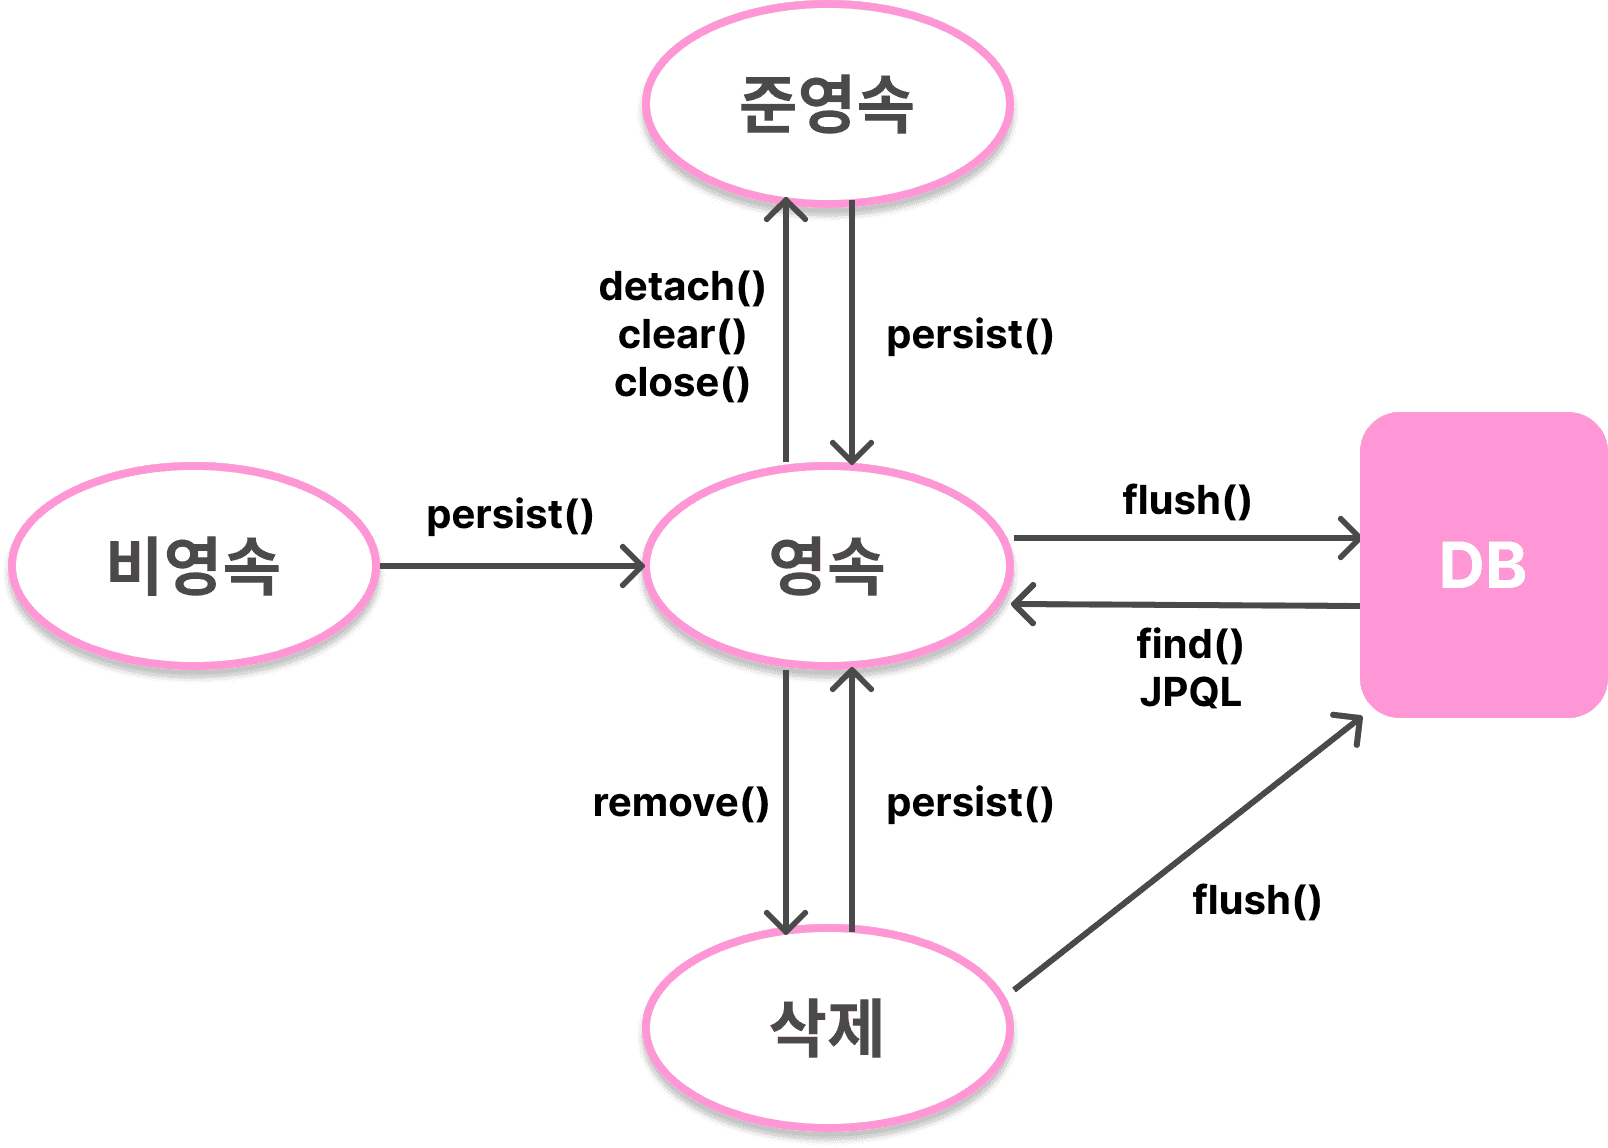 준영속
detach()
clear()
close()
persist()
비영속
persist()
영속
flush()
find()
JPQL
DB
remove()
persist()
flush()
삭제